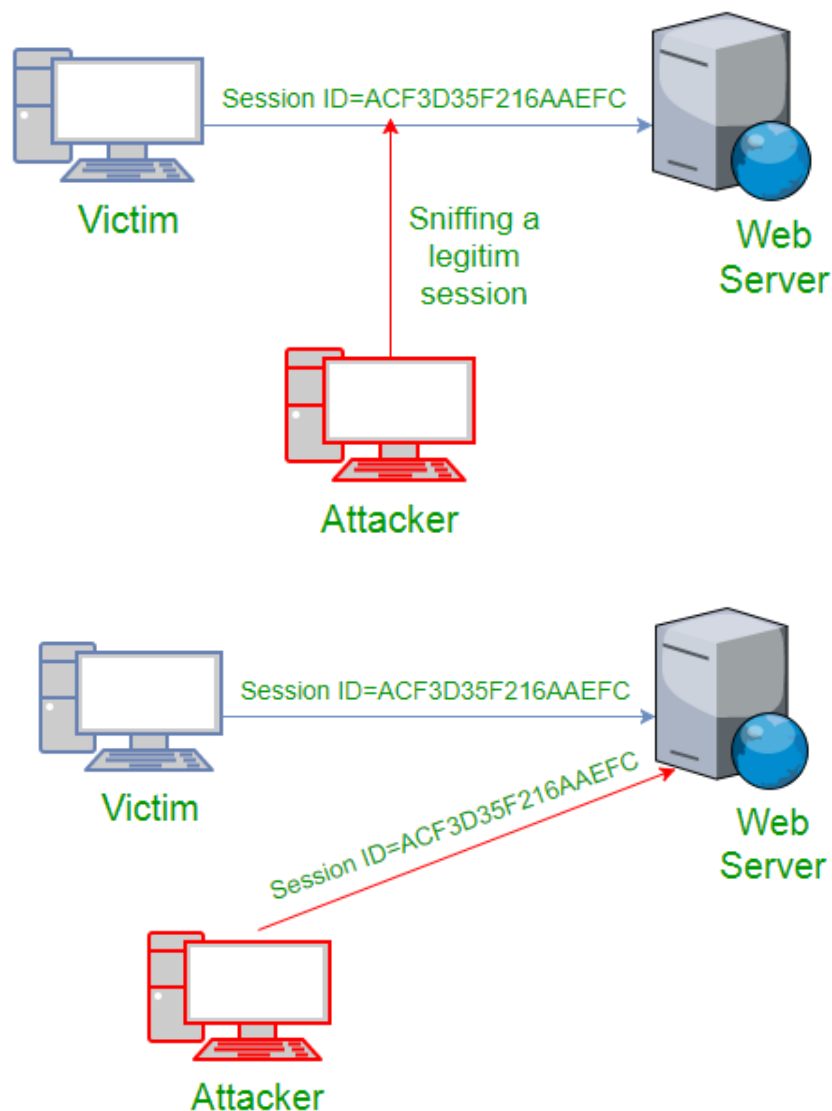 Session ID=ACF3D35F216AAEFC
Victim
Sniffing a
legitim
session
Web
Server
Attacker
Session ID=ACF3D35F216AAEFC
Session ID=ACF3D35F216AAEFC
Victim
Web
Server
Attacker